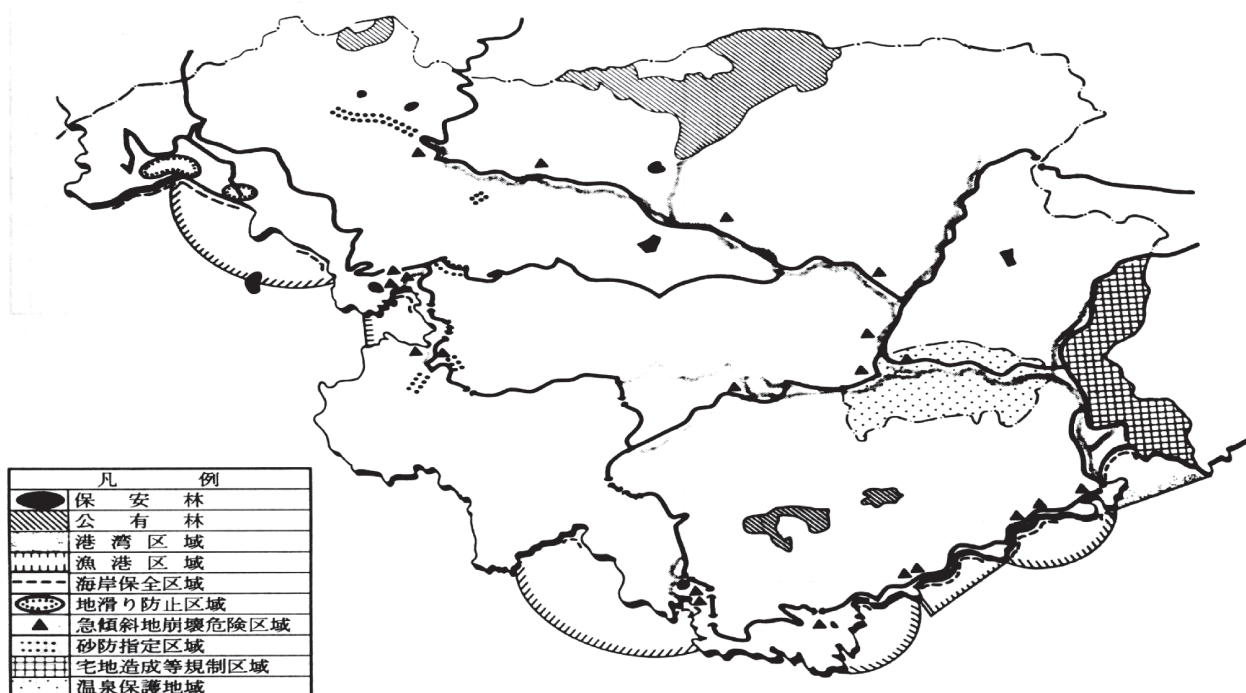 凡例
保安林
公有林
港湾区域
漁港区域
海岸保全区域
地滑り防止区域
急傾斜地崩壊危険区域
砂防指定区域
宅地造成等規制区域
温泉保護地域